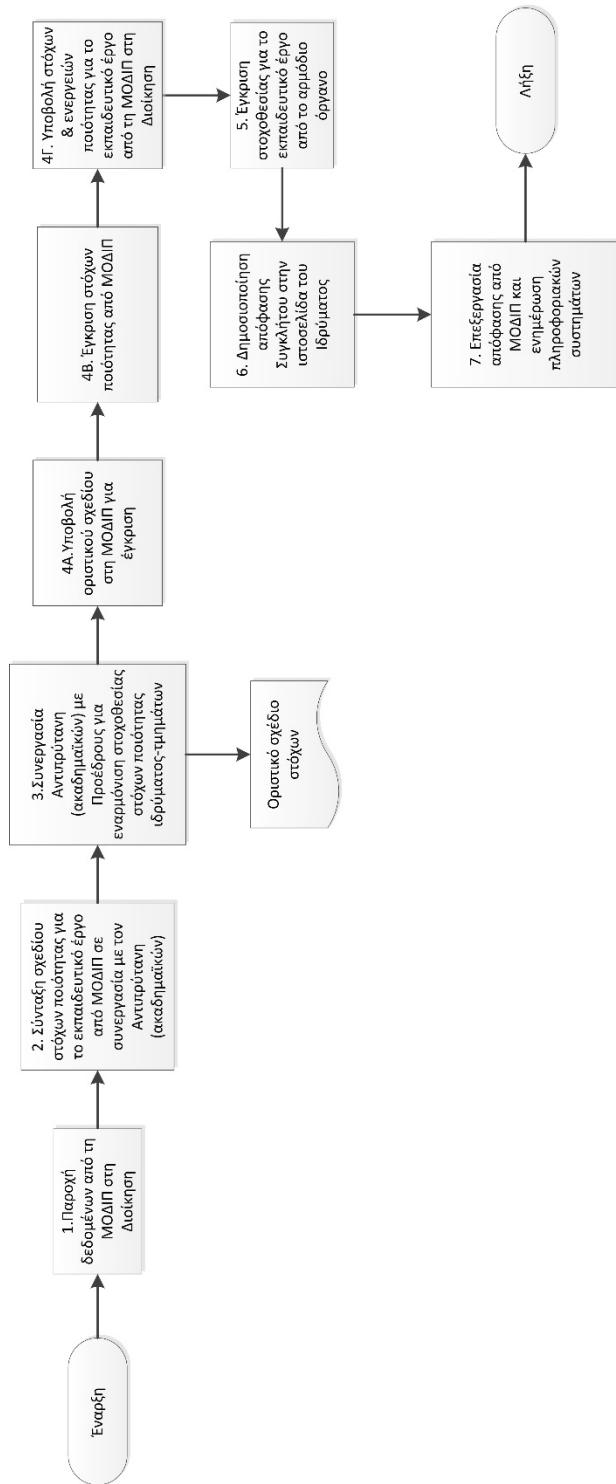 Έναρξη
1.Παροχή
δεδομένων από τη
ΜΟΔΙΠ στη
Διοίκηση
2. Σύνταξη σχεδίου
στόχων ποιότητας για
το εκπαιδευτικό έργο
από ΜΟΔΙΠ σε
συνεργασία με τον
Αντιπρύτανη
(ακαδημαϊκών)
3.Συνεργασία
Αντιπρύτανη
(ακαδημαϊκών) με
Προέδρους για
εναρμόνιση στοχοθεσίας
στόχων ποιότητας
ιδρύματος-τμημάτων
Οριστικό σχέδιο
στόχων
4Α.Υποβολή
οριστικού σχεδίου
στη ΜΟΔΙΠ για
έγκριση
4Β. Έγκριση στόχων
ποιότητας από ΜΟΔΙΠ
4Γ. Υποβολή στόχων
& ενεργειών
ποιότητας για το
εκπαιδευτικό έργο
από τη ΜΟΔΙΠ στη
Διοίκηση
5. Έγκριση
στοχοθεσίας για το
εκπαιδευτικό έργο
από το αρμόδιο
όργανο
6. Δημοσιοποίηση
απόφασης
Συγκλήτου στην
ιστοσελίδα του
Ιδρύματος
7. Επεξεργασία
απόφασης από
ΜΟΔΙΠ και
ενημέρωση
πληροφοριακών
συστημάτων
Λήξη